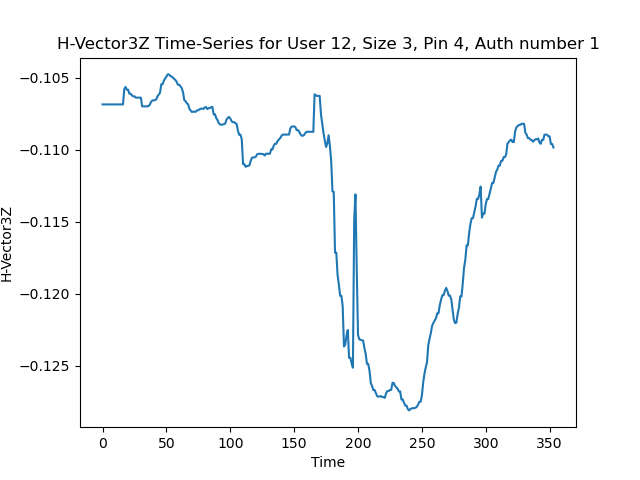 H-Vector3Z Time-Series for User 12, Size 3, Pin 4, Auth number 1
−0.105
−0.110
−0.115
−0.120
−0.125
H-Vector3Z
0 50 100 150 200 250 300 350
Time